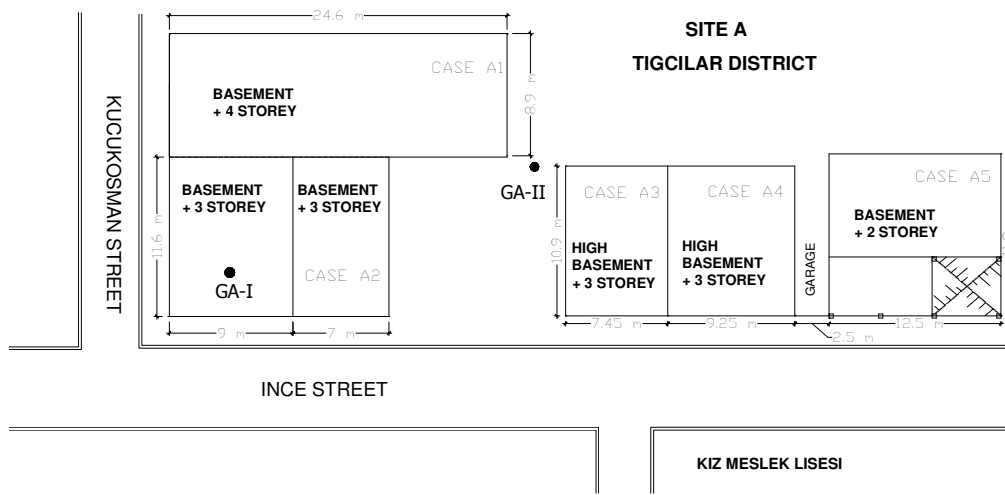 24.6 m
SITE A
TIGCILAR DISTRICT
CASE A1
BASEMENT
+ 4 STOREY
8.9 m
KUCUKOSMAN STREET
BASEMENT
+ 3 STOREY
BASEMENT
+ 3 STOREY
GA-II
CASE A3
CASE A4
CASE A5
BASEMENT
+ 2 STOREY
11.6 m
10.9 m
HIGH
BASEMENT
+ 3 STOREY
HIGH
BASEMENT
+ 3 STOREY
GARAGE
CASE A2
GA-I
9 m
7 m
7.45 m
9.25 m
2.5 m
12.5 m
INCE STREET
KIZ MESLEK LISESI